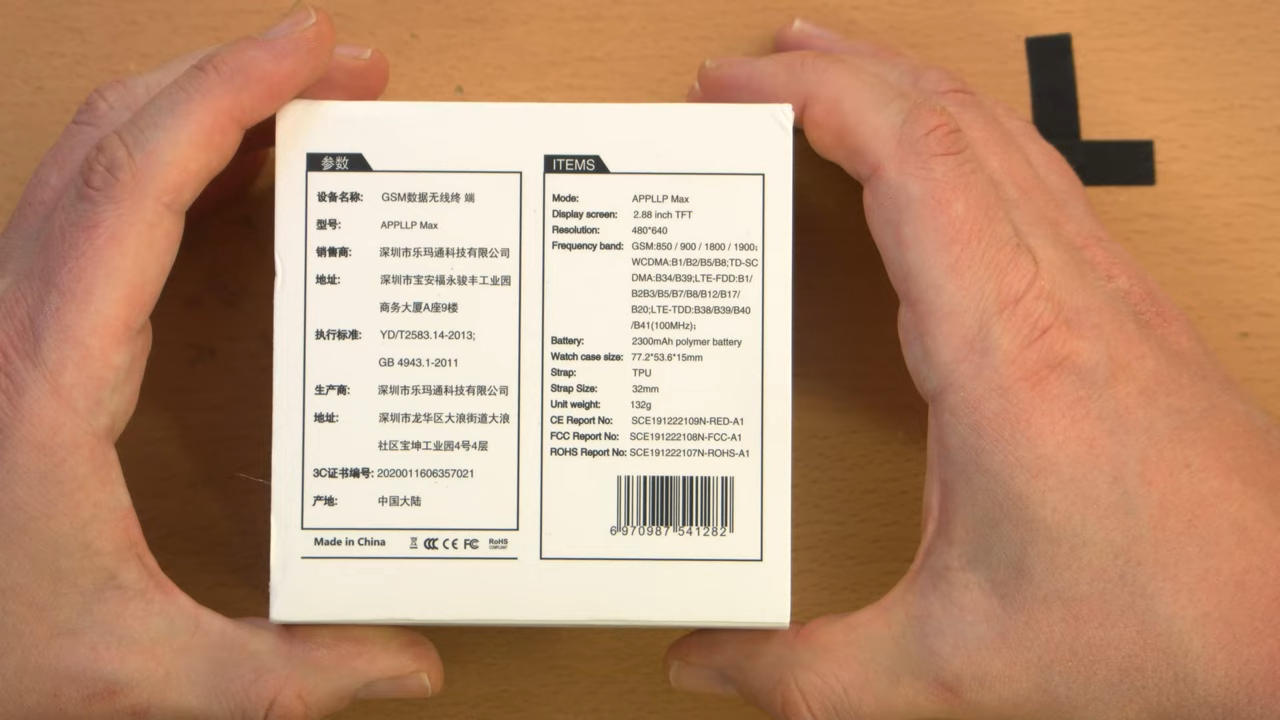 参数
设备名称: GSM数据无线终 端
型号: APPLLP Max
销售商: 深圳市乐玛通科技有限公司
地址: 深圳市宝安福永骏丰工业园
商务大厦A座9楼
执行标准: YD/T2583.14-2013;
GB 4943.1-2011
生产商: 深圳市乐玛通科技有限公司
地址: 深圳市龙华区大浪街道大浪
社区宝坤工业园4号4层
3C证书编号: 2020011606357021
产地: 中国大陆
Made in China CCC CE FC RoHS
COMPLIANT
ITEMS
Mode: APPLLP Max
Display screen: 2.88 inch TFT
Resolution: 480*640
Frequency band: GSM:850 / 900 / 1800 / 1900;
WCDMA:B1/B2/B5/B8;TD-SC
DMA:B34/B39;LTE-FDD:B1/
B2B3/B5/B7/B8/B12/B17/
B20;LTE-TDD:B38/B39/B40
/B41(100MHz);
Battery: 2300mAh polymer battery
Watch case size: 77.2*53.6*15mm
Strap: TPU
Strap Size: 32mm
Unit weight: 132g
CE Report No: SCE191222109N-RED-A1
FCC Report No: SCE191222108N-FCC-A1
ROHS Report No: SCE191222107N-ROHS-A1
6 970987 541282